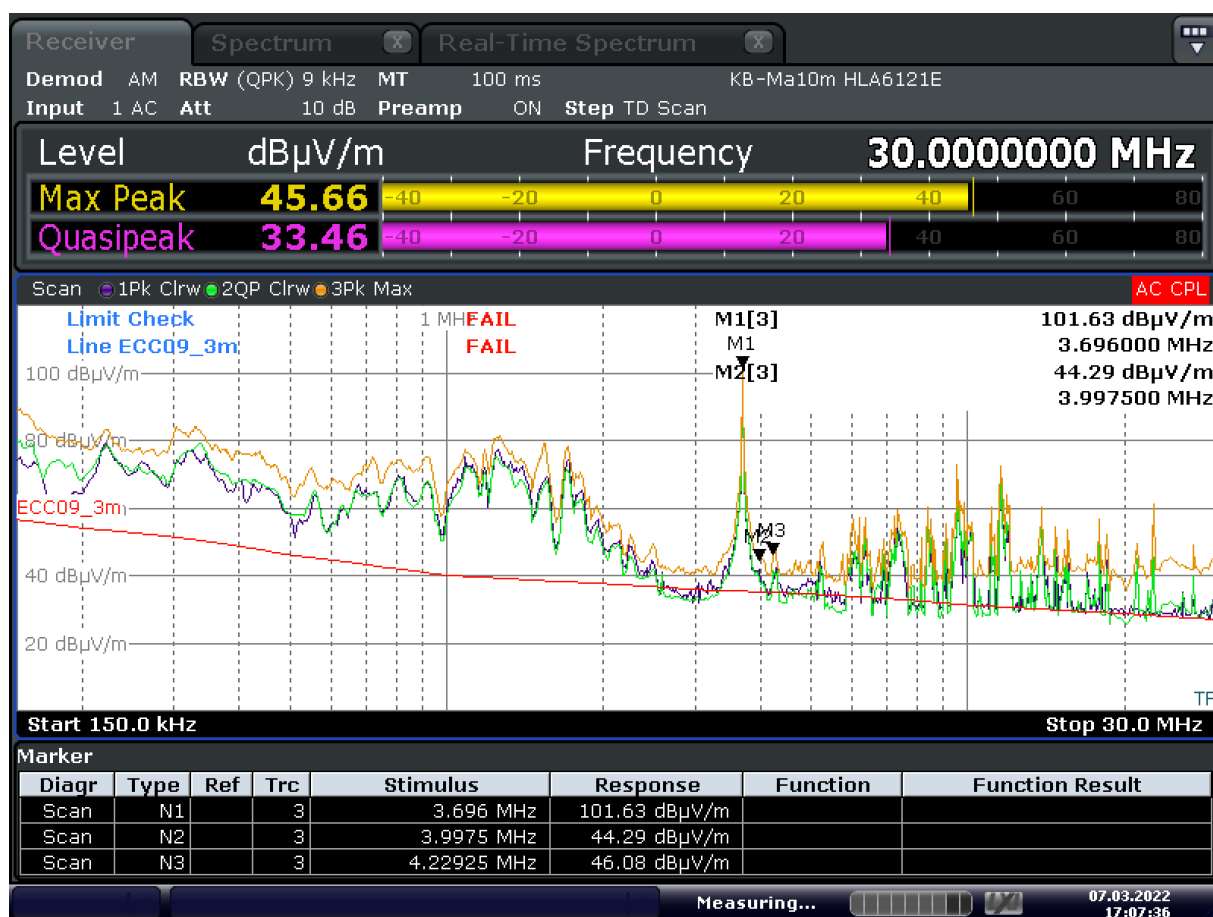 Receiver Spectrum X Real-Time Spectrum X
Demod AM RBW (QPK) 9 kHz MT 100 ms KB-Ma10m HLA6121E
Input 1 AC Att 10 dB Preamp ON Step TD Scan
Level dBµV/m Frequency 30.0000000 MHz
Max Peak 45.66 -40 -20 0 20 40 60 80
Quasipeak 33.46 -40 -20 0 20 40 60 80
Scan 1Pk Clrw 2QP Clrw 3Pk Max AC CPL
Limit Check 1 MH FAIL M1[3] 101.63 dBµV/m
Line ECC09_3m FAIL M1 3.696000 MHz
100 dBµV/m M2[3] 44.29 dBµV/m
3.997500 MHz
80 dBµV/m
ECC09_3m
M2 M3
40 dBµV/m
20 dBµV/m
TF
Start 150.0 kHz Stop 30.0 MHz
Marker
Diagr Type Ref Trc Stimulus Response Function Function Result
Scan N1 3 3.696 MHz 101.63 dBµV/m
Scan N2 3 3.9975 MHz 44.29 dBµV/m
Scan N3 3 4.22925 MHz 46.08 dBµV/m
Measuring... LXI 07.03.2022
17:07:36